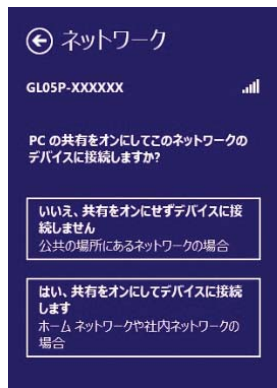 ネットワーク
GL05P-XXXXXX
PC の共有をオンにしてこのネットワークの
デバイスに接続しますか?
いいえ、共有をオンにせずデバイスに接
続しません
公共の場所にあるネットワークの場合
はい、共有をオンにしてデバイスに接続
します
ホーム ネットワークや社内ネットワークの
場合